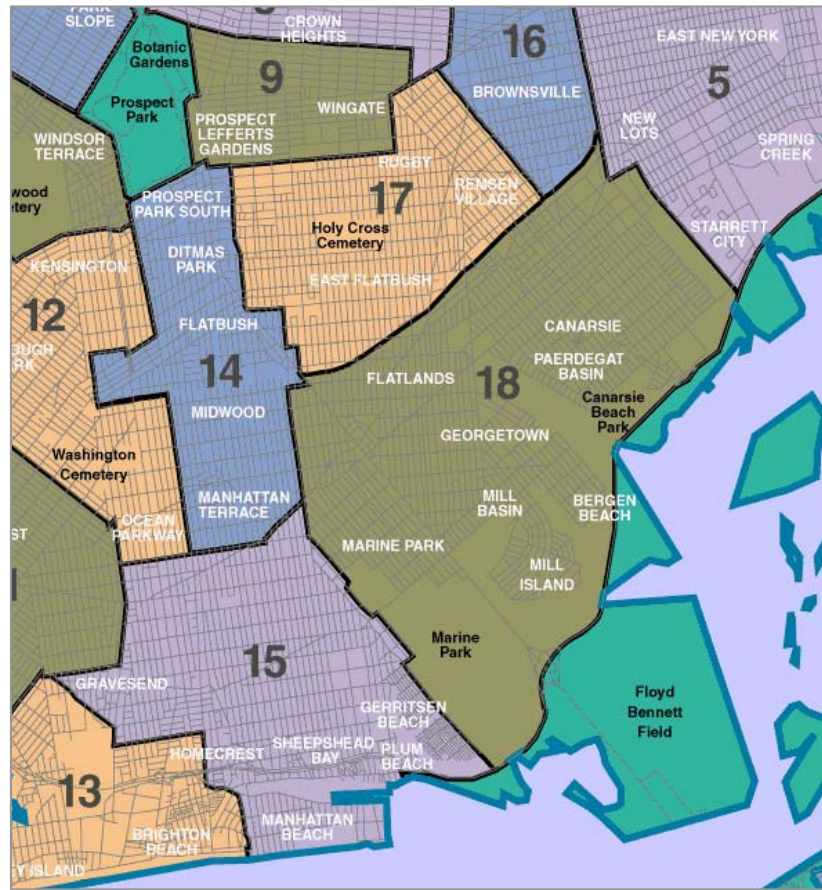 PARK
SLOPE
CROWN
HEIGHTS
16
EAST NEW YORK
Botanic
Gardens
9
5
Prospect
Park
BROWNSVILLE
WINGATE
PROSPECT
LEFFERTS
GARDENS
NEW
LOTS
WINDSOR
TERRACE
SPRING
CREEK
RUGBY
17
REMSEN
VILLAGE
PROSPECT
PARK SOUTH
Holy Cross
Cemetery
STARRETT
CITY
DITMAS
PARK
KENSINGTON
EAST FLATBUSH
12
FLATBUSH
CANARSIE
14
PAERDEGAT
BASIN
FLATLANDS
18
Canarsie
Beach
Park
MIDWOOD
GEORGETOWN
Washington
Cemetery
MANHATTAN
TERRACE
MILL
BASIN
BERGEN
BEACH
OCEAN
PARKWAY
MARINE PARK
MILL
ISLAND
15
Marine
Park
GRAVESEND
Floyd
Bennett
Field
GERRITSEN
BEACH
HOMECREST
SHEEPSHEAD
BAY
PLUM
BEACH
13
MANHATTAN
BEACH
BRIGHTON
BEACH
EY ISLAND